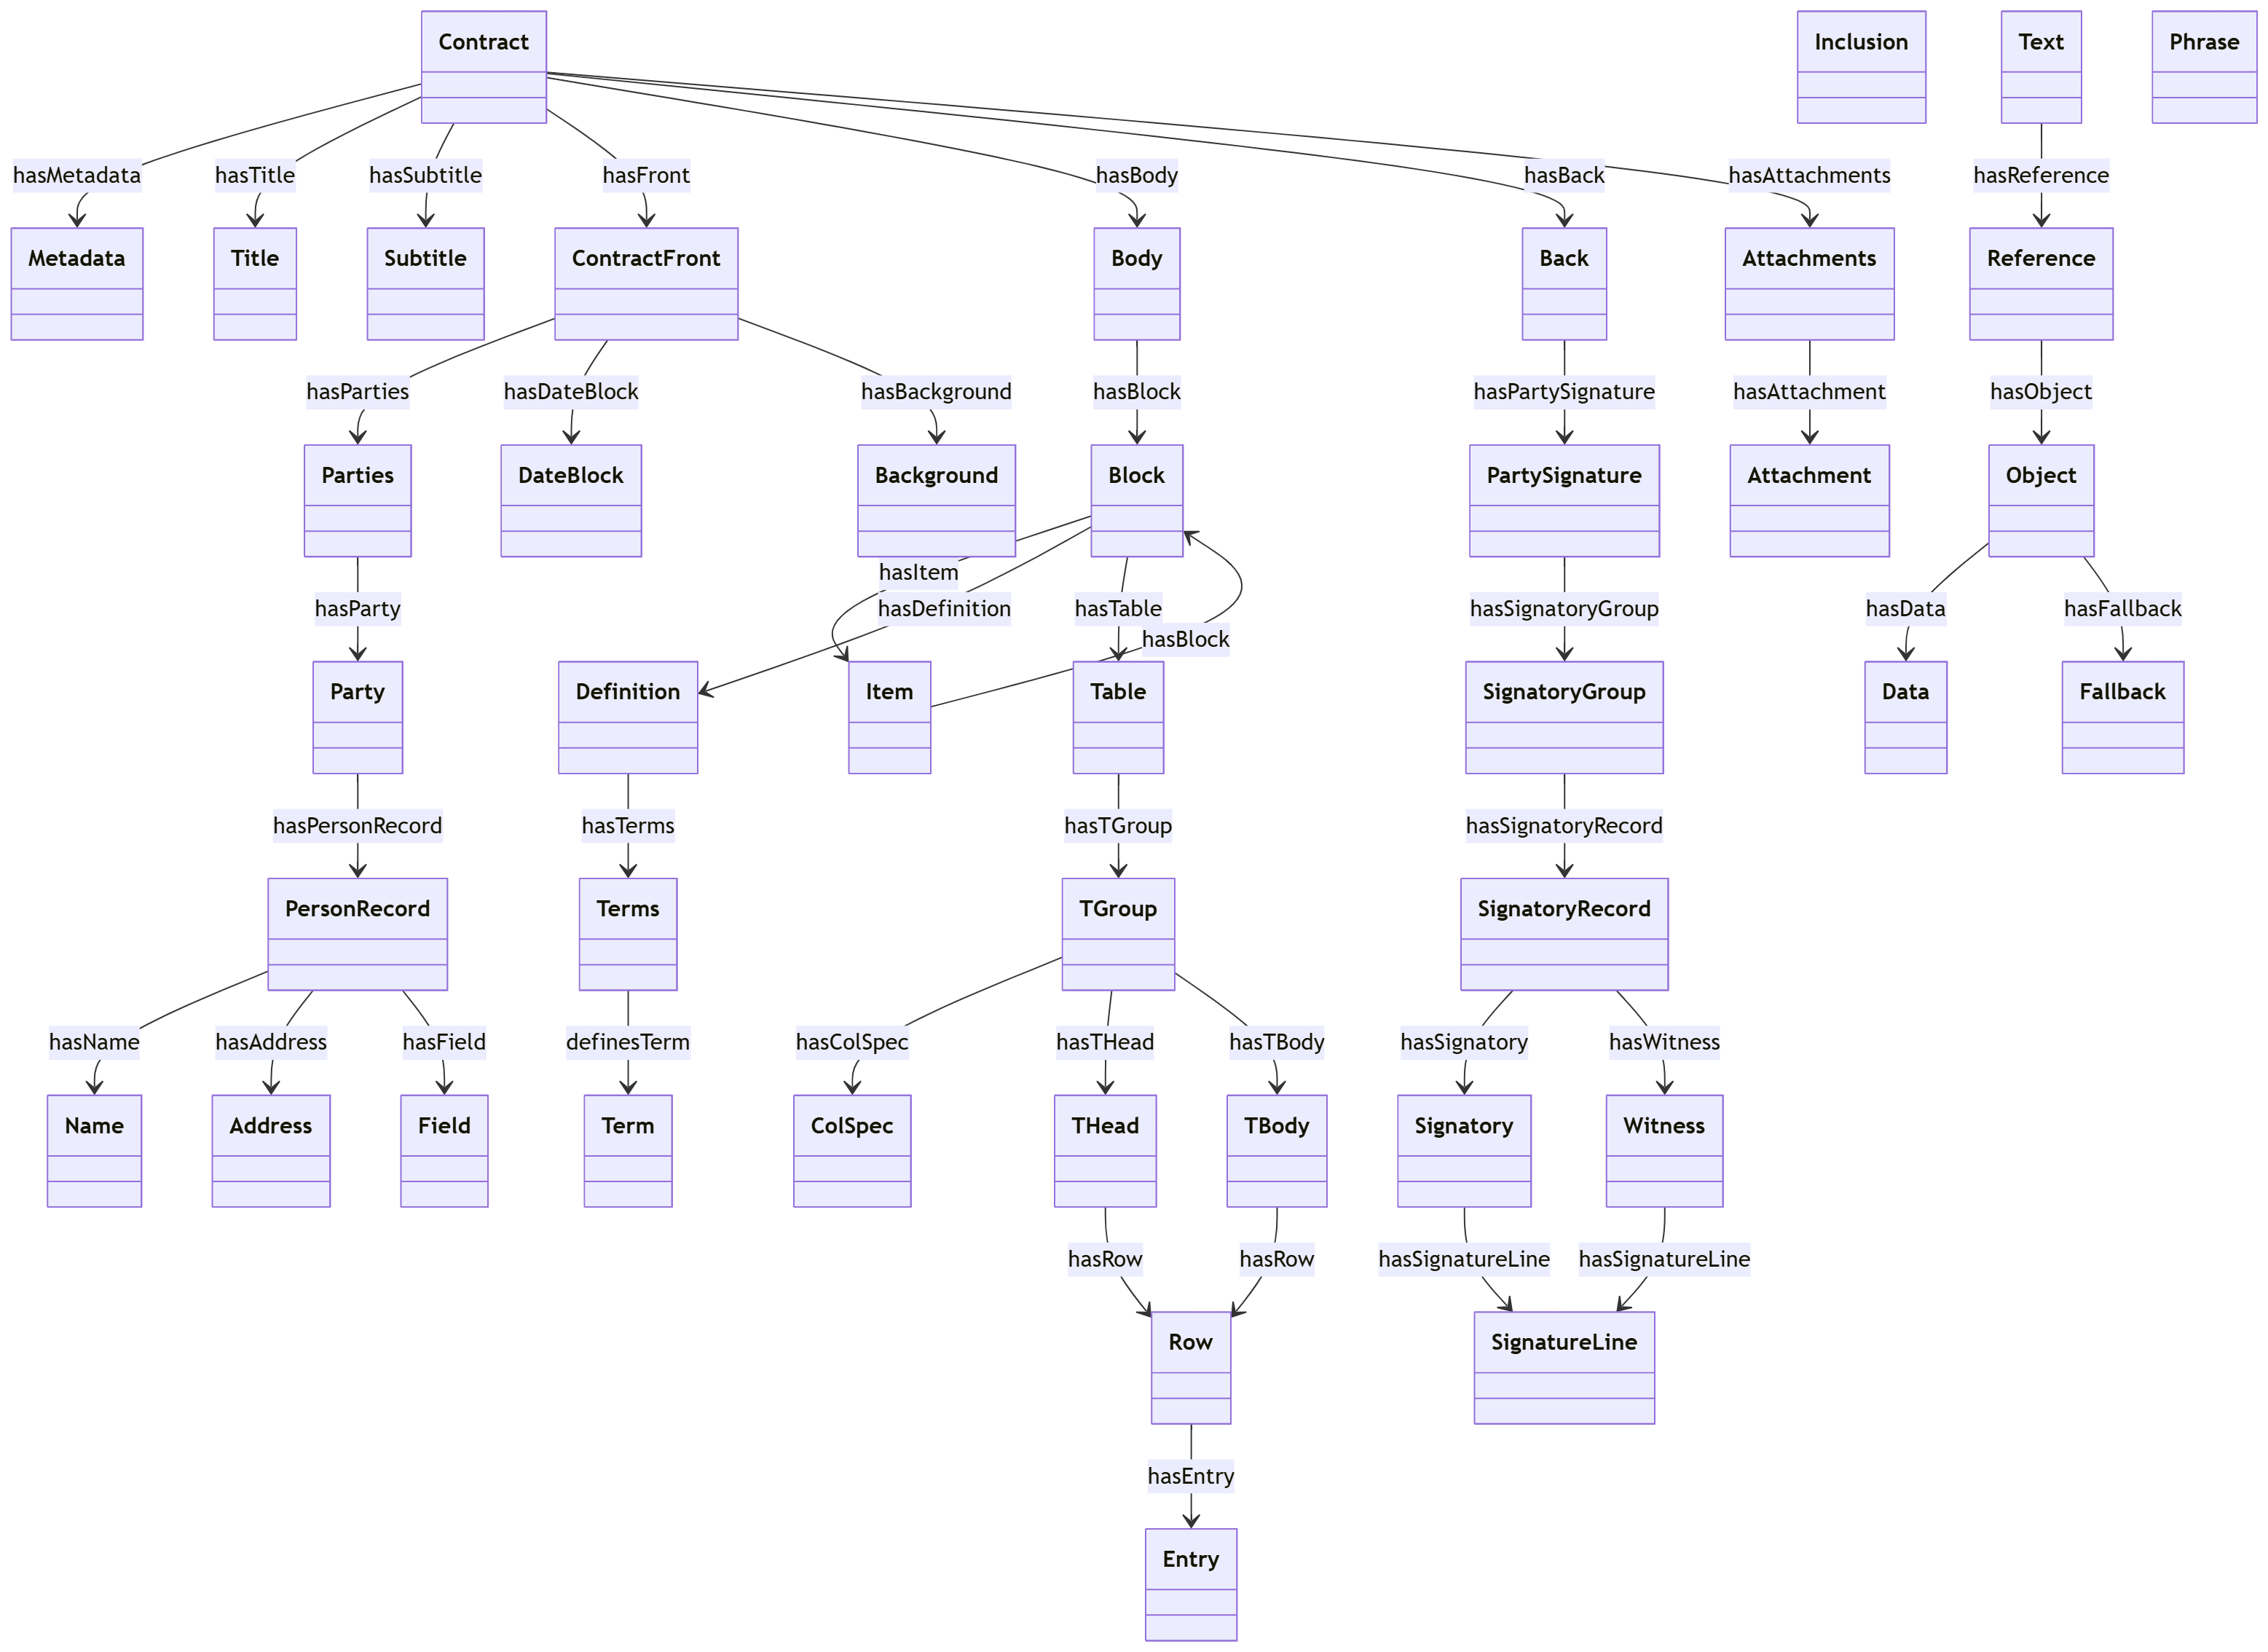 Contract
Inclusion
Text
Phrase
hasMetadata
hasTitle
hasSubtitle
hasFront
hasBody
hasBack
hasAttachments
hasReference
Metadata
Title
Subtitle
ContractFront
Body
Back
Attachments
Reference
hasParties
hasDateBlock
hasBackground
hasBlock
hasPartySignature
hasAttachment
hasObject
Parties
DateBlock
Background
Block
PartySignature
Attachment
Object
hasItem
hasParty
hasDefinition
hasTable
hasBlock
hasSignatoryGroup
hasData
hasFallback
Party
Definition
Item
Table
SignatoryGroup
Data
Fallback
hasPersonRecord
hasTerms
hasTGroup
hasSignatoryRecord
PersonRecord
Terms
TGroup
SignatoryRecord
hasName
hasAddress
hasField
definesTerm
hasColSpec
hasTHead
hasTBody
hasSignatory
hasWitness
Name
Address
Field
Term
ColSpec
THead
TBody
Signatory
Witness
hasRow
hasRow
hasSignatureLine
hasSignatureLine
Row
SignatureLine
hasEntry
Entry